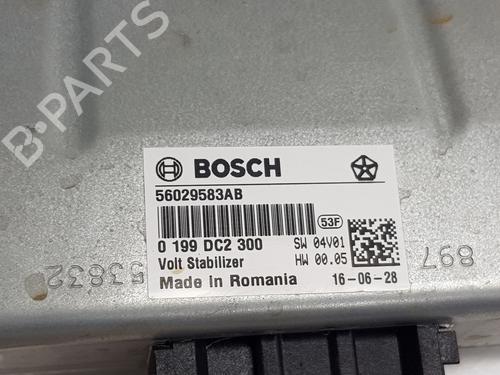 B-PARTS
BOSCH
56029583AB
53F
0 199 DC2 300
SW 04V01
Volt Stabilizer
HW 00.05
Made in Romania
16-06-28
53832
897